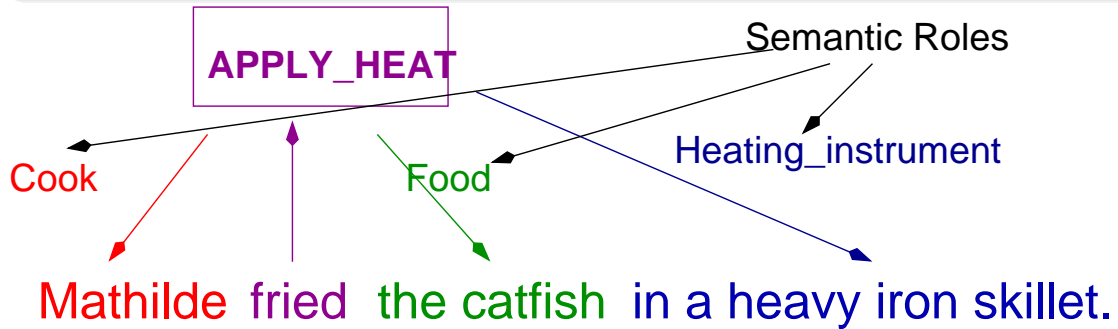 Semantic Roles
APPLY_HEAT
Heating_instrument
Cook
Food
Mathilde fried the catfish in a heavy iron skillet.